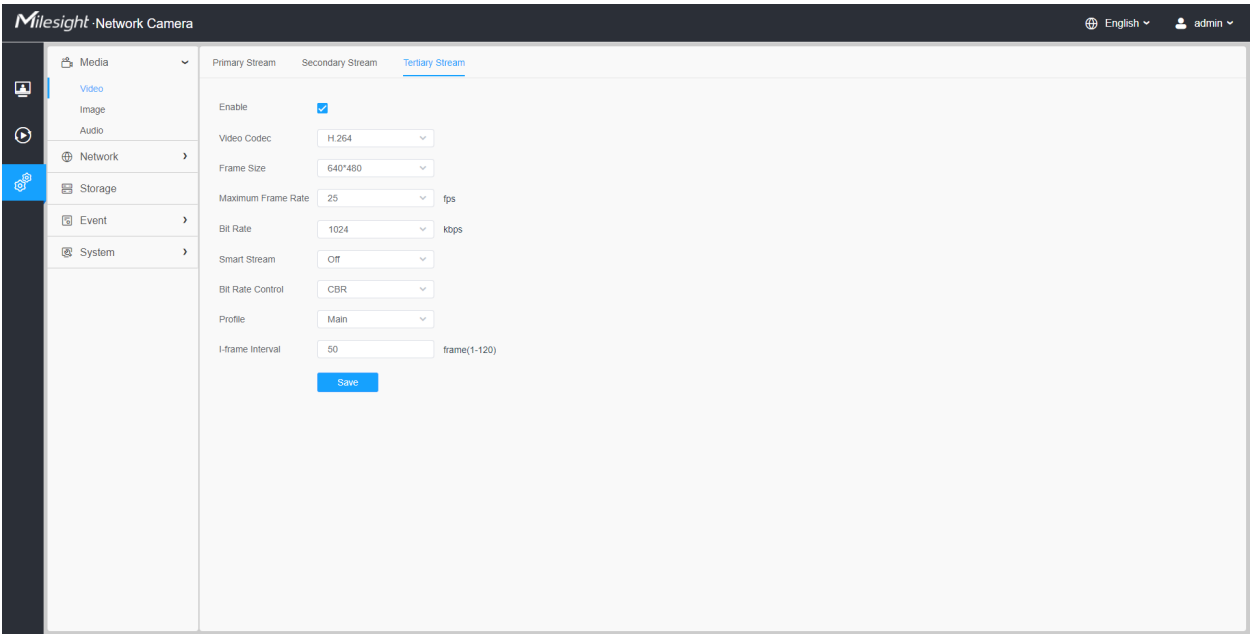 Milesight · Network Camera
English
admin
Media
Video
Image
Audio
Network
Storage
Event
System
Primary Stream Secondary Stream Tertiary Stream
Enable
Video Codec H.264
Frame Size 640*480
Maximum Frame Rate 25 fps
Bit Rate 1024 kbps
Smart Stream Off
Bit Rate Control CBR
Profile Main
I-frame Interval 50 frame(1-120)
Save